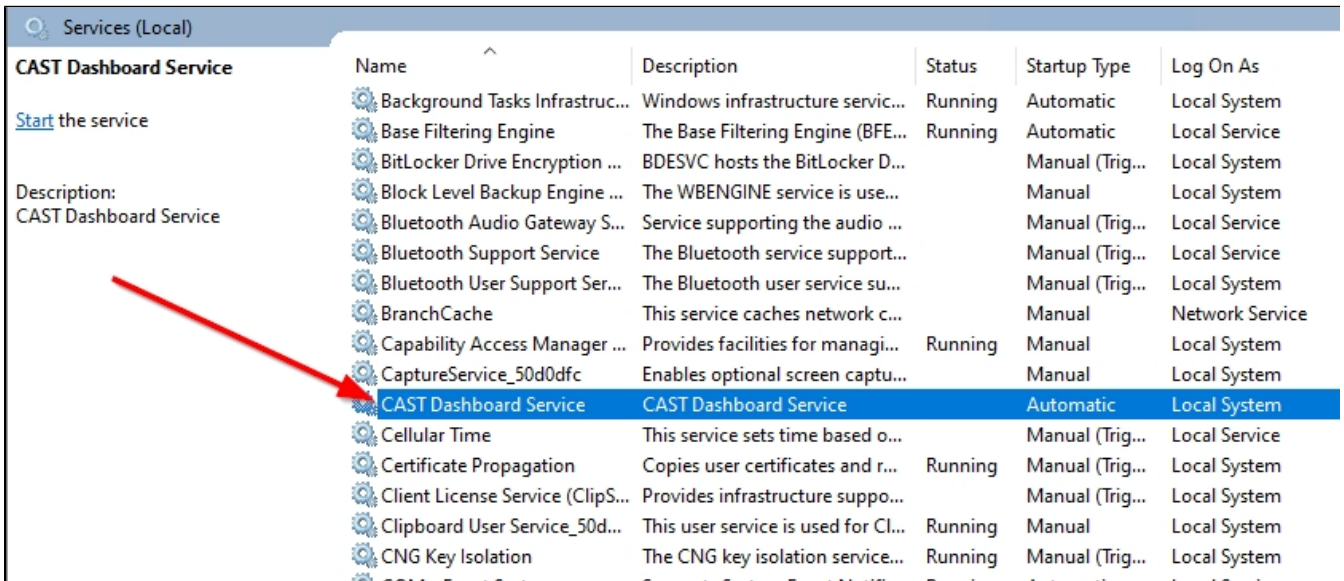 Services (Local)
CAST Dashboard Service
Start the service
Description:
CAST Dashboard Service
Name Description Status Startup Type Log On As
Background Tasks Infrastruc... Windows infrastructure servic... Running Automatic Local System
Base Filtering Engine The Base Filtering Engine (BFE... Running Automatic Local Service
BitLocker Drive Encryption ... BDESVC hosts the BitLocker D... Manual (Trig... Local System
Block Level Backup Engine ... The WBENGINE service is use... Manual Local System
Bluetooth Audio Gateway S... Service supporting the audio ... Manual (Trig... Local Service
Bluetooth Support Service The Bluetooth service support... Manual (Trig... Local Service
Bluetooth User Support Ser... The Bluetooth user service su... Manual (Trig... Local System
BranchCache This service caches network c... Manual Network Service
Capability Access Manager ... Provides facilities for managi... Running Manual Local System
CaptureService_50d0dfc Enables optional screen captu... Manual Local System
CAST Dashboard Service CAST Dashboard Service Automatic Local System
Cellular Time This service sets time based o... Manual (Trig... Local Service
Certificate Propagation Copies user certificates and r... Running Manual (Trig... Local System
Client License Service (ClipS... Provides infrastructure suppo... Manual (Trig... Local System
Clipboard User Service_50d... This user service is used for Cl... Running Manual Local System
CNG Key Isolation The CNG key isolation service... Running Manual (Trig... Local System